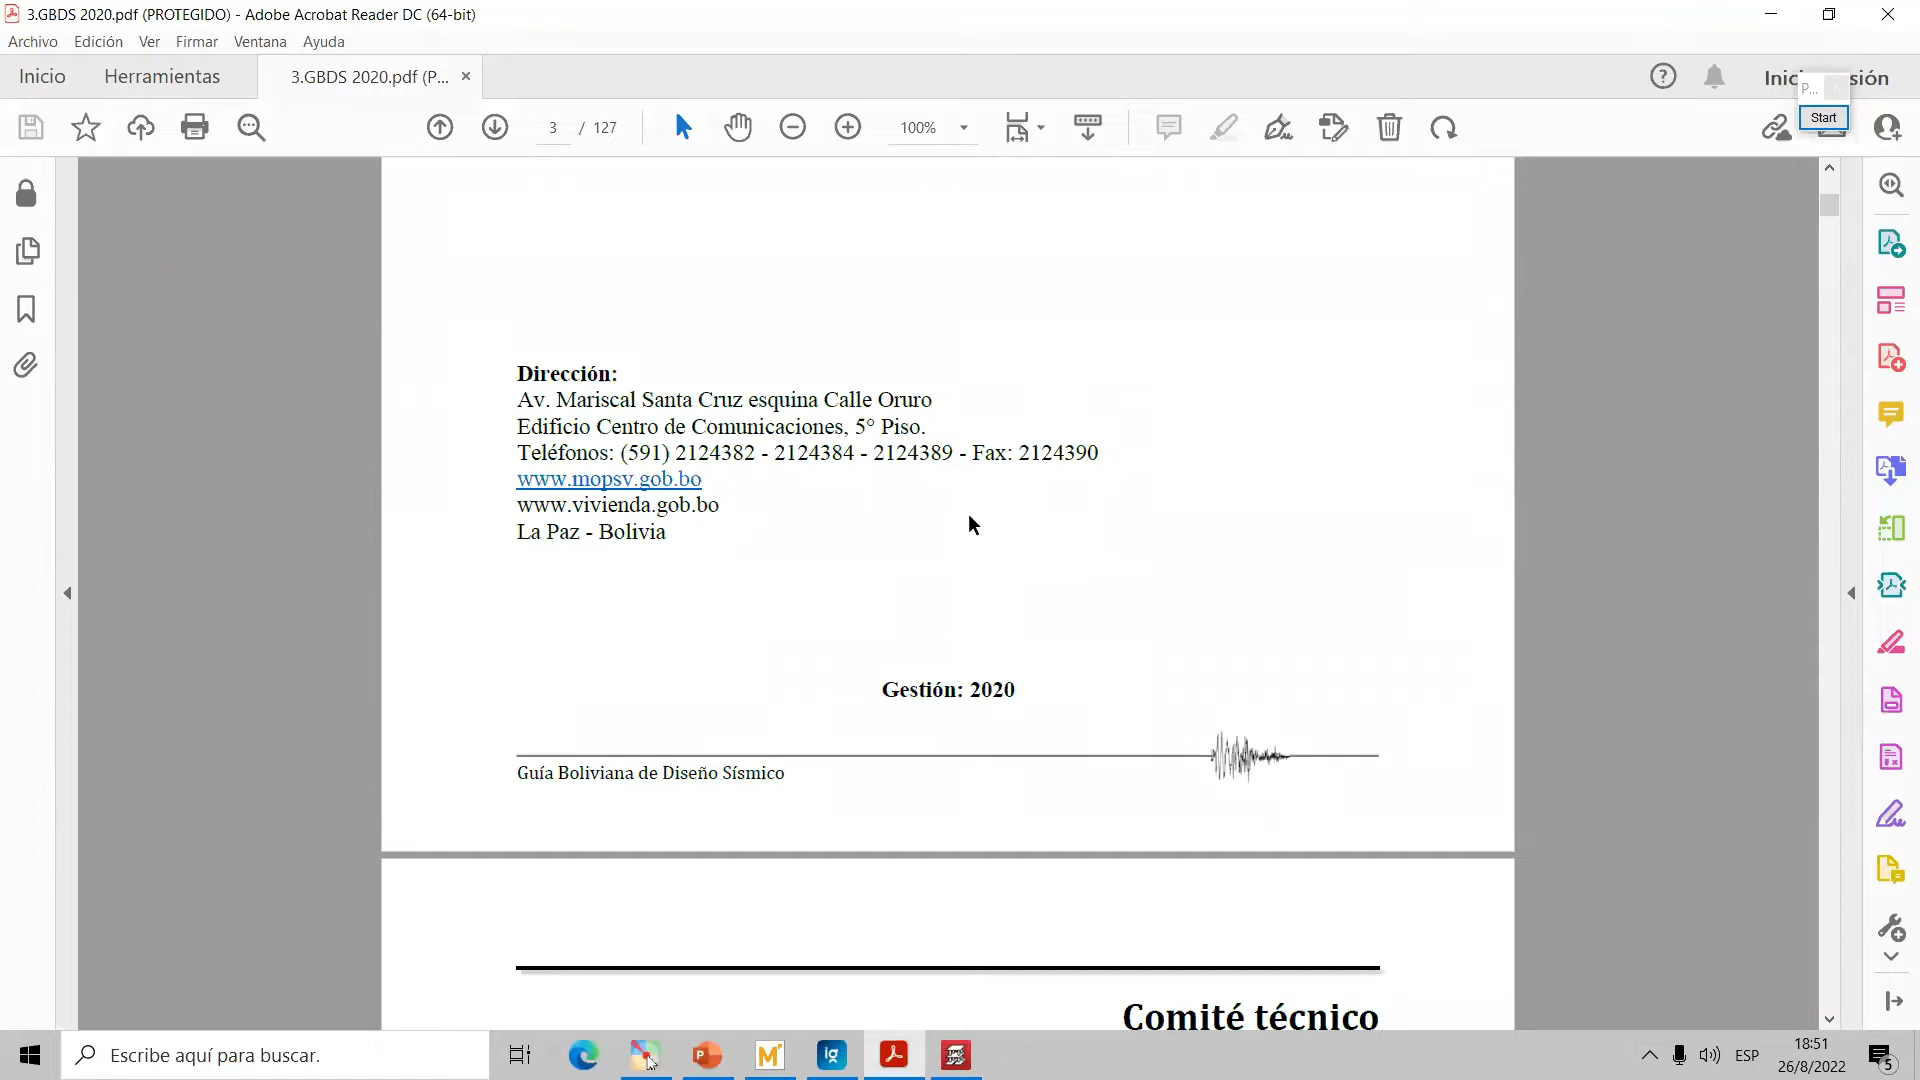 3.GBDS 2020.pdf (PROTEGIDO) - Adobe Acrobat Reader DC (64-bit)
Archivo Edición Ver Firmar Ventana Ayuda
Inicio Herramientas 3.GBDS 2020.pdf (P... ×
P...
Start
3 / 127 100%
Dirección:
Av. Mariscal Santa Cruz esquina Calle Oruro
Edificio Centro de Comunicaciones, 5° Piso.
Teléfonos: (591) 2124382 - 2124384 - 2124389 - Fax: 2124390
www.mopsv.gob.bo
www.vivienda.gob.bo
La Paz - Bolivia
Gestión: 2020
Guía Boliviana de Diseño Sísmico
Comité técnico
Escribe aquí para buscar.
ESP
18:51
26/8/2022
5